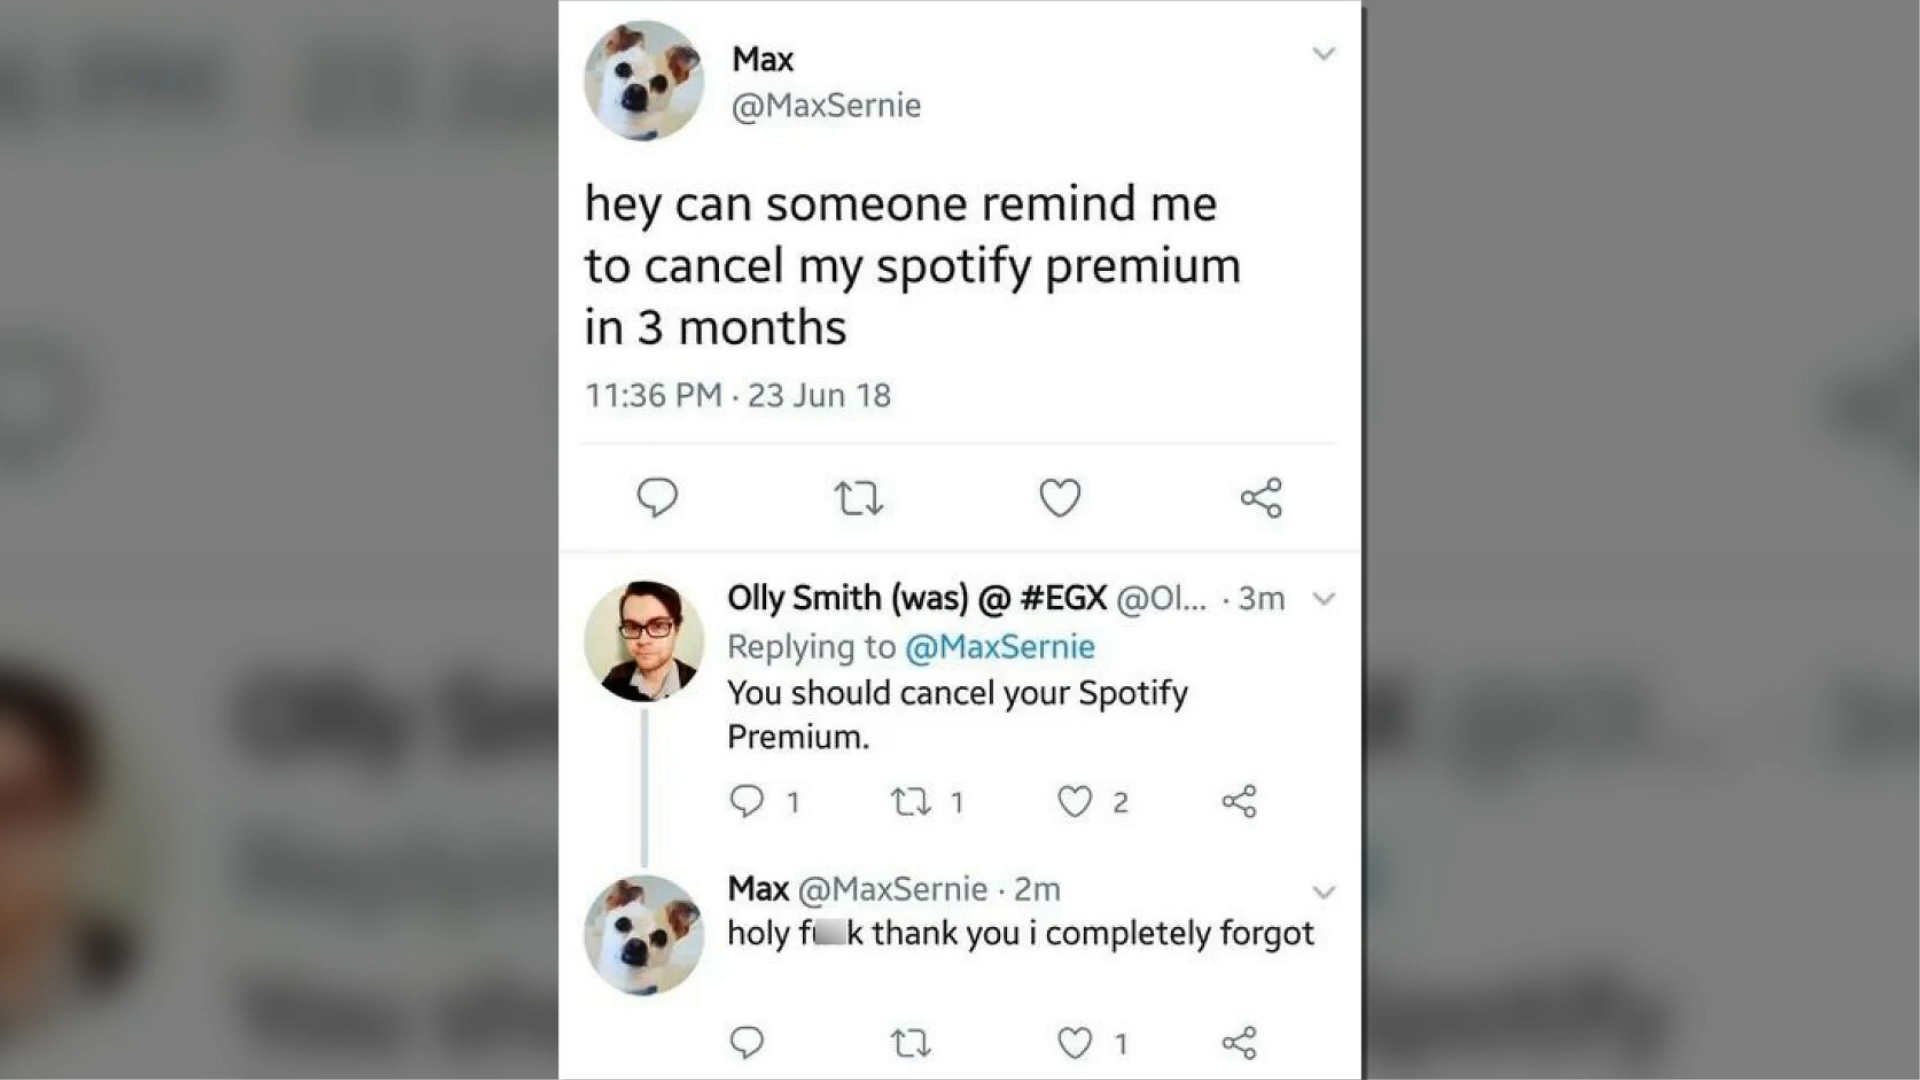 Max
@MaxSernie
hey can someone remind me
to cancel my spotify premium
in 3 months
11:36 PM · 23 Jun 18
Olly Smith (was) @ #EGX @Ol... · 3m
Replying to @MaxSernie
You should cancel your Spotify
Premium.
1 1 2
Max @MaxSernie · 2m
holy f k thank you i completely forgot
1